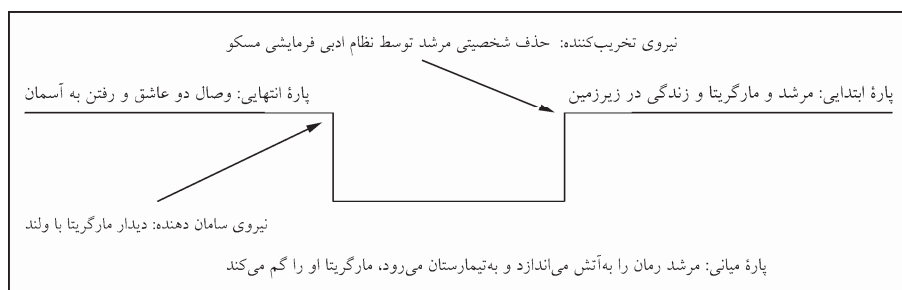 نیروی تخریب‌کننده: حذف شخصیتی مرشد توسط نظام ادبی فرمایشی مسکو
پارهٔ ابتدایی: مرشد و مارگریتا و زندگی در زیرزمین
پارهٔ انتهایی: وصال دو عاشق و رفتن به آسمان
نیروی سامان دهنده: دیدار مارگریتا با ولند
پارهٔ میانی: مرشد رمان را به‌آتش می‌اندازد و به‌تیمارستان می‌رود، مارگریتا او را گم می‌کند